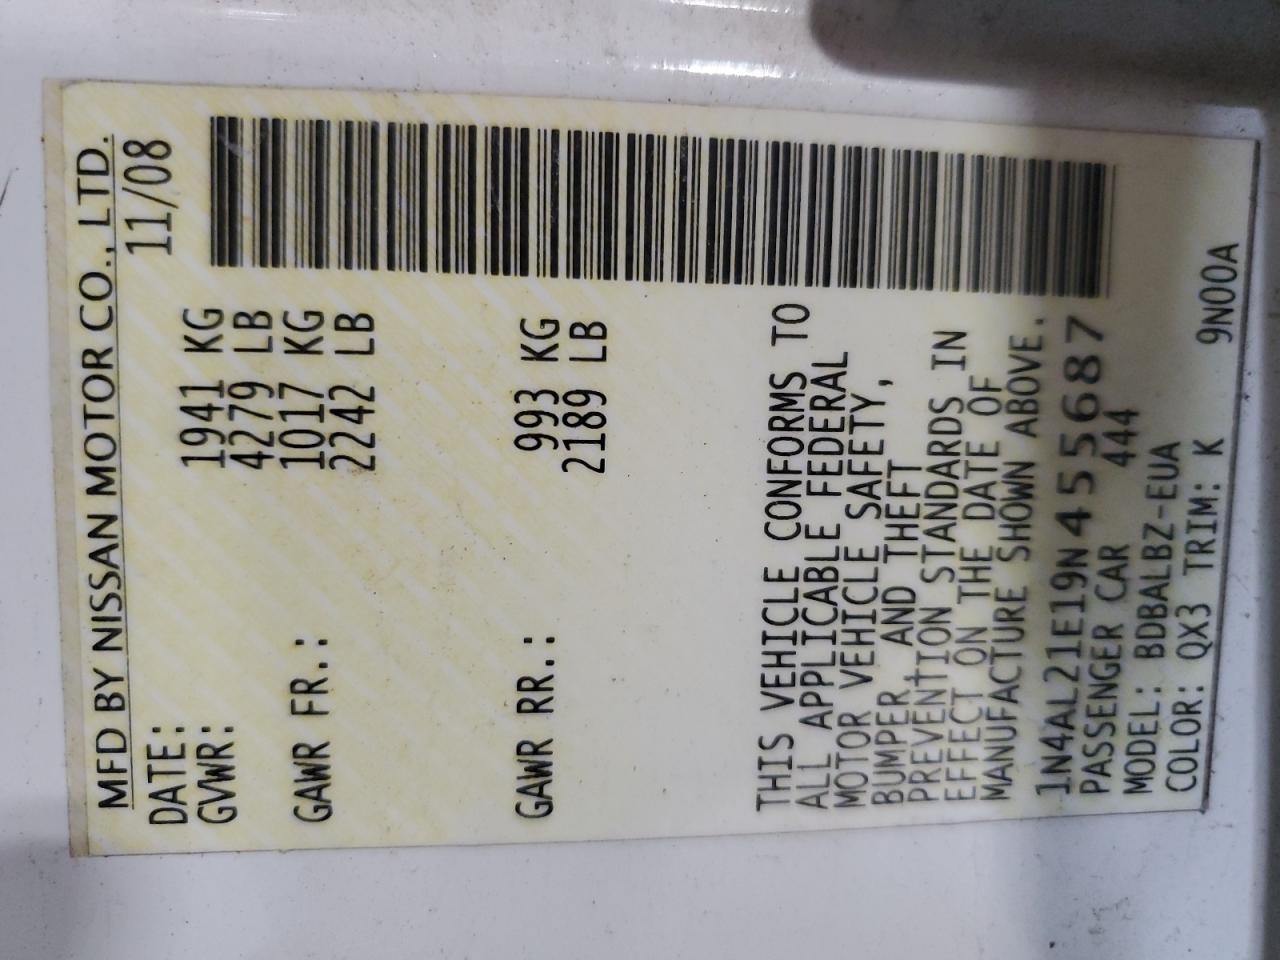 MFD BY NISSAN MOTOR CO., LTD.
DATE: 11/08
GVWR: 1941 KG
4279 LB
GAWR FR.: 1017 KG
2242 LB
GAWR RR.: 993 KG
2189 LB
THIS VEHICLE CONFORMS TO
ALL APPLICABLE FEDERAL
MOTOR VEHICLE SAFETY,
BUMPER AND THEFT
PREVENTION STANDARDS IN
EFFECT ON THE DATE OF
MANUFACTURE SHOWN ABOVE.
1N4AL21E19N455687
PASSENGER CAR 444
MODEL: BDBALBZ-EUA
COLOR: QX3 TRIM: K 9N00A